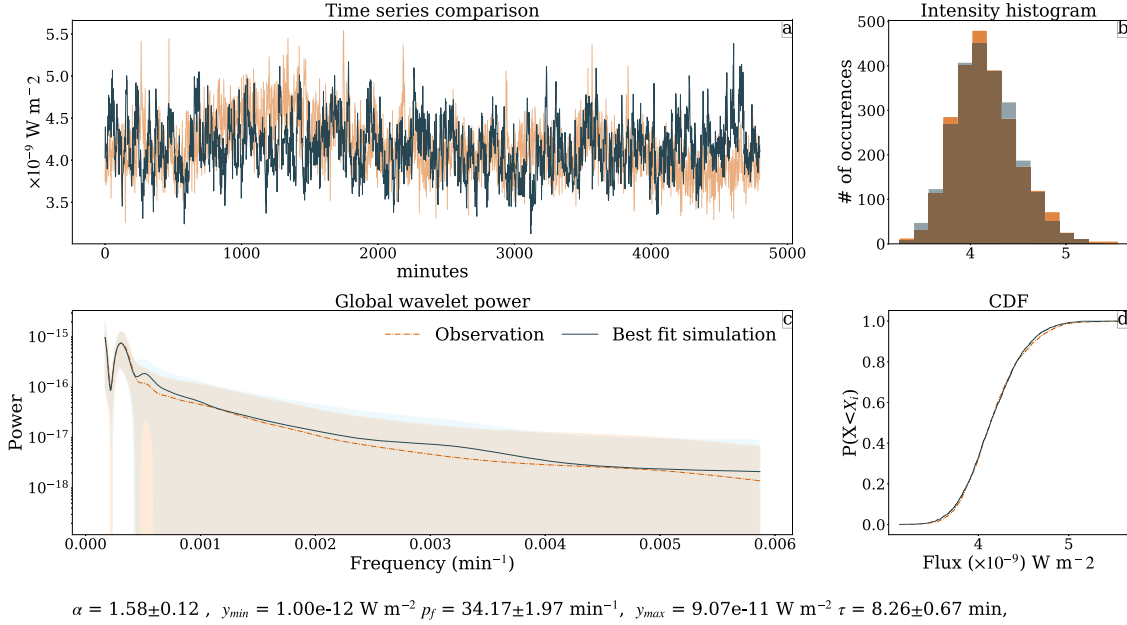 Time series comparison
a
×10⁻⁹ W m⁻²
5.5
5.0
4.5
4.0
3.5
0
1000
2000
3000
4000
5000
minutes
Intensity histogram
b
# of occurences
500
400
300
200
100
0
4
5
Global wavelet power
c
Observation
Best fit simulation
Power
10⁻¹⁵
10⁻¹⁶
10⁻¹⁷
10⁻¹⁸
0.000
0.001
0.002
0.003
0.004
0.005
0.006
Frequency (min⁻¹)
CDF
d
P(X<Xᵢ)
1.0
0.8
0.6
0.4
0.2
0.0
4
5
Flux (×10⁻⁹) W m⁻²
α = 1.58±0.12 , y_min = 1.00e-12 W m⁻² p_f = 34.17±1.97 min⁻¹, y_max = 9.07e-11 W m⁻² τ = 8.26±0.67 min,